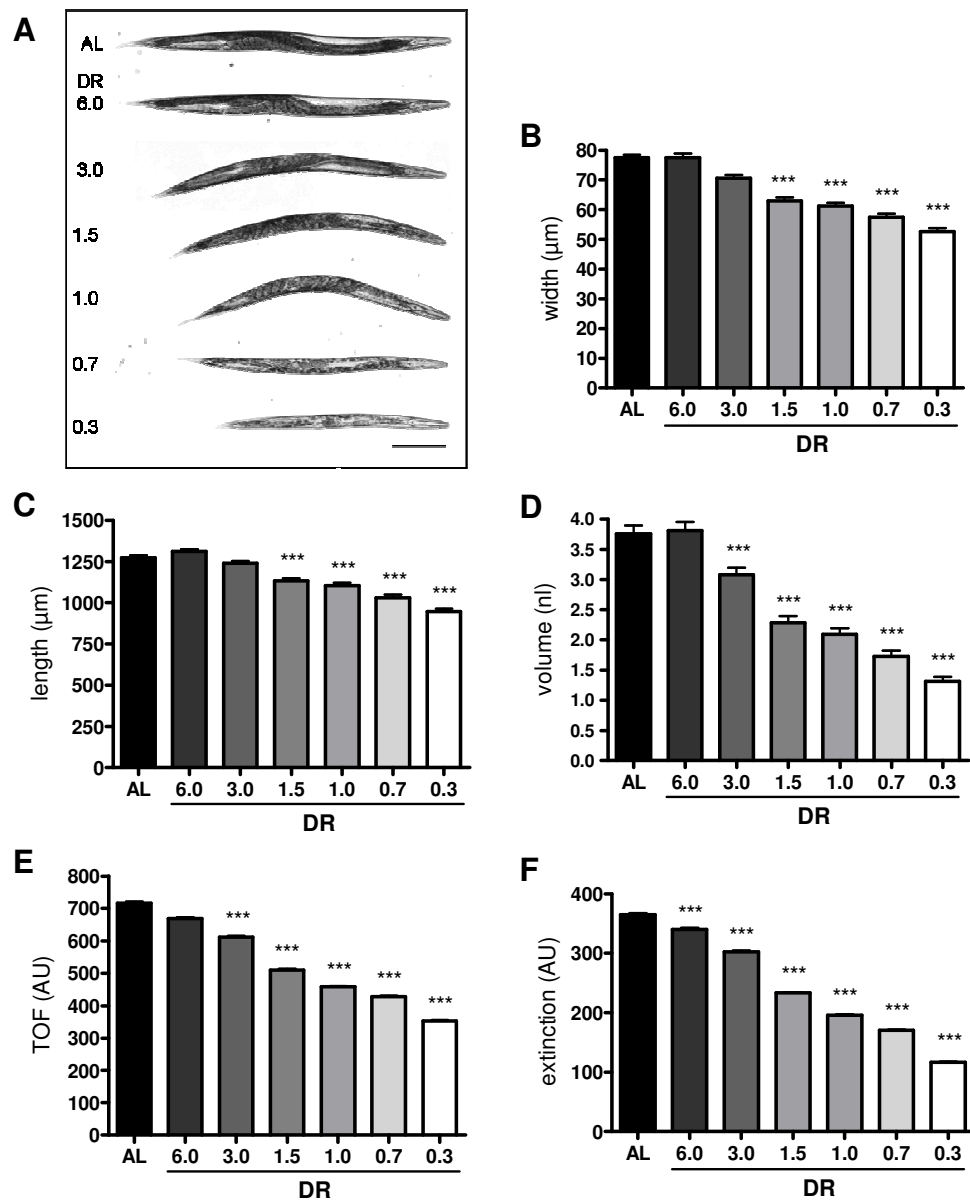 A
AL
DR
6.0
3.0
1.5
1.0
0.7
0.3
B
80
70
60
50
40
30
20
10
0
width (µm)
*** *** *** ***
AL 6.0 3.0 1.5 1.0 0.7 0.3
DR
C
1500
1250
1000
750
500
250
0
length (µm)
*** *** *** ***
AL 6.0 3.0 1.5 1.0 0.7 0.3
DR
D
4.0
3.5
3.0
2.5
2.0
1.5
1.0
0.5
0.0
volume (nl)
*** *** *** *** ***
AL 6.0 3.0 1.5 1.0 0.7 0.3
DR
E
800
700
600
500
400
300
200
100
0
TOF (AU)
*** *** *** *** ***
AL 6.0 3.0 1.5 1.0 0.7 0.3
DR
F
400
300
200
100
0
extinction (AU)
*** *** *** *** *** ***
AL 6.0 3.0 1.5 1.0 0.7 0.3
DR